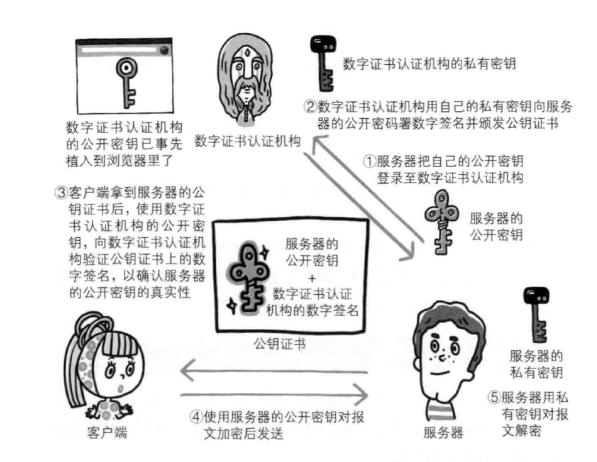 数字证书认证机构
的公开密钥已事先
植入到浏览器里了
数字证书认证机构
数字证书认证机构的私有密钥
②数字证书认证机构用自己的私有密钥向服务
器的公开密码署数字签名并颁发公钥证书
①服务器把自己的公开密钥
登录至数字证书认证机构
服务器的
公开密钥
③客户端拿到服务器的公
钥证书后，使用数字证
书认证机构的公开密
钥，向数字证书认证机
构验证公钥证书上的数
字签名，以确认服务器
的公开密钥的真实性
服务器的
公开密钥
+
数字证书认证
机构的数字签名
公钥证书
服务器的
私有密钥
⑤服务器用私
有密钥对报
文解密
④使用服务器的公开密钥对报
文加密后发送
客户端
服务器